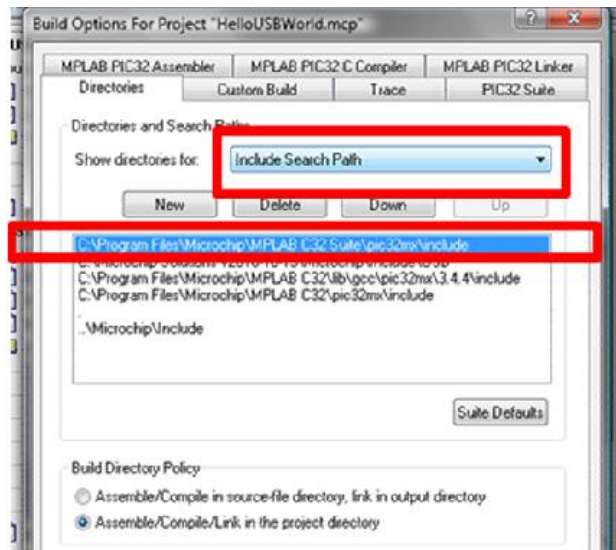 Build Options For Project "HelloUSBWorld.mcp"
MPLAB PIC32 Assembler MPLAB PIC32 C Compiler MPLAB PIC32 Linker
Directories Custom Build Trace PIC32 Suite
Directories and Search Paths
Show directories for: Include Search Path
New Delete Down Up
C:\Program Files\Microchip\MPLAB C32 Suite\pic32mx\include
C:\Program Files\Microchip\MPLAB C32\lib\gcc\pic32mx\3.4.4\include
C:\Program Files\Microchip\MPLAB C32\pic32mx\include
.
..\Microchip\Include
Suite Defaults
Build Directory Policy
Assemble/Compile in source-file directory, link in output directory
Assemble/Compile/Link in the project directory